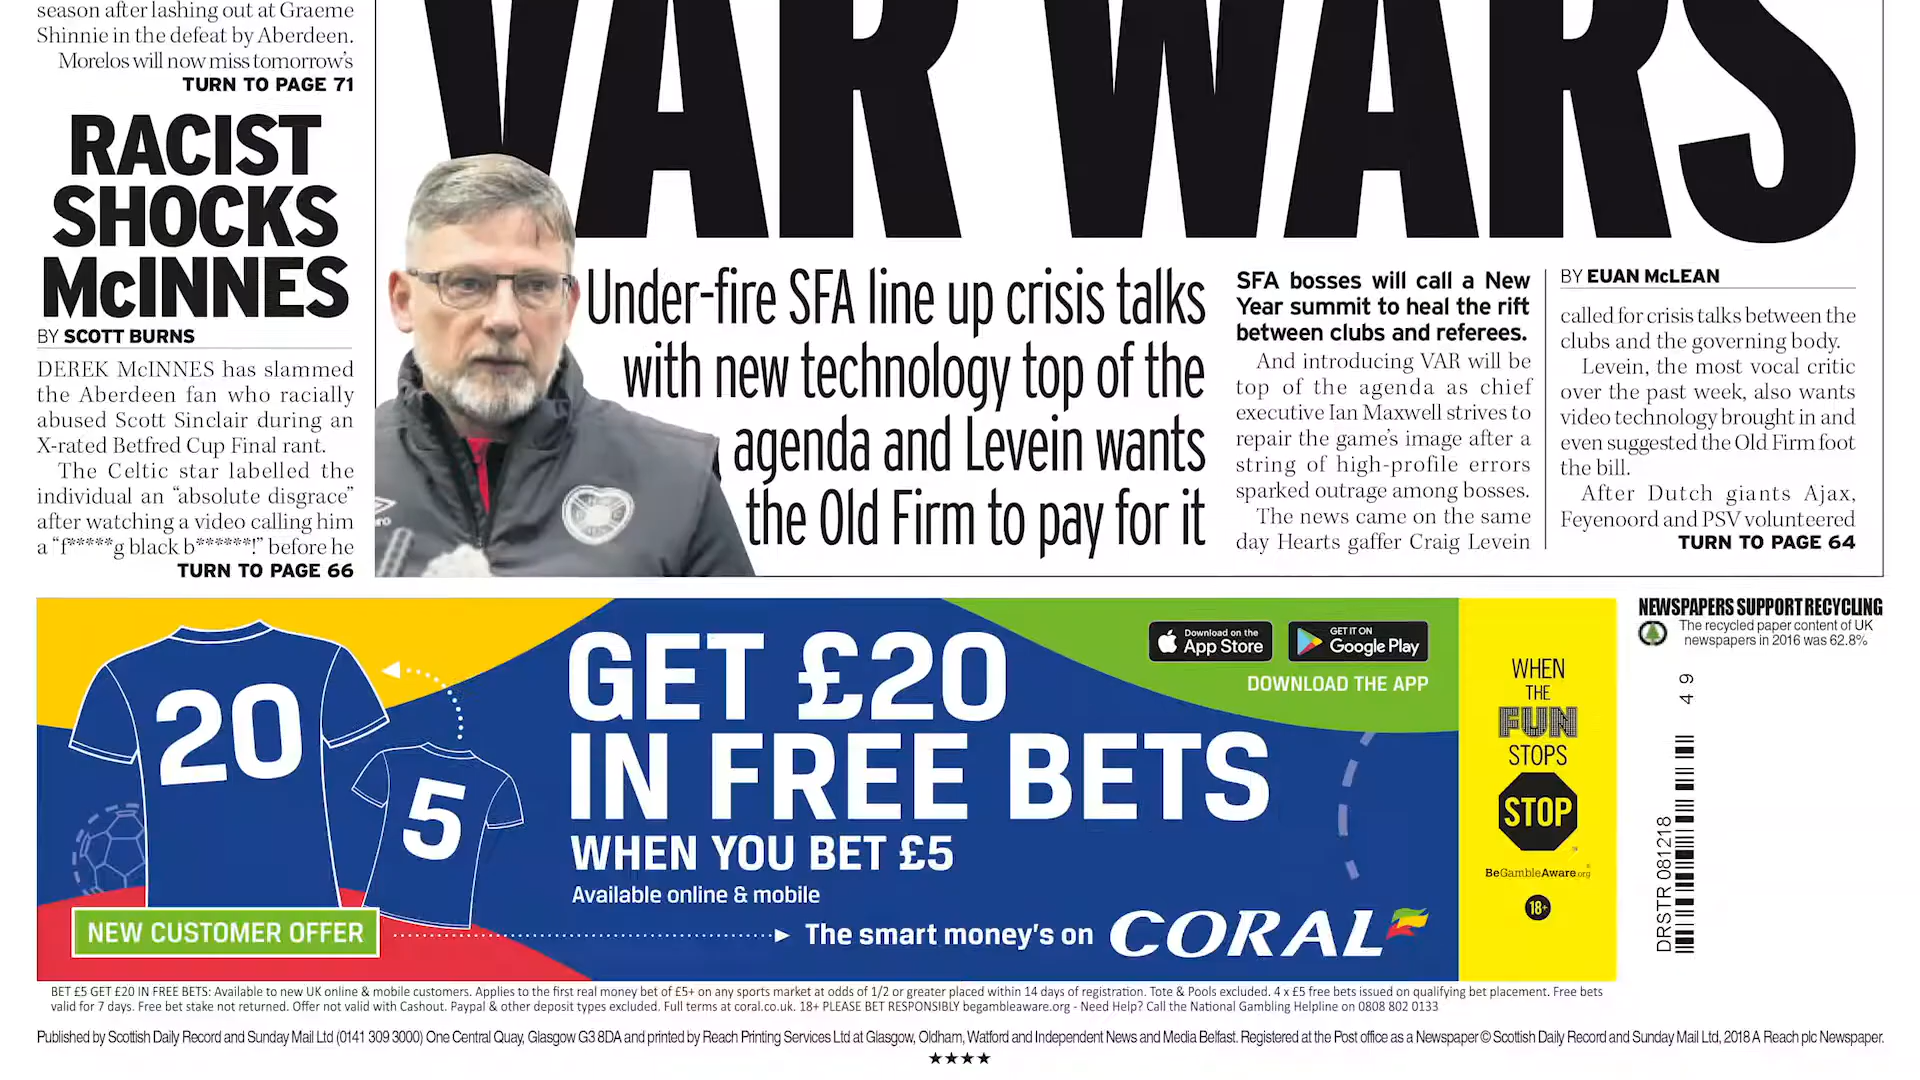 season after lashing out at Graeme
Shinnie in the defeat by Aberdeen.
Morelos will now miss tomorrow's
TURN TO PAGE 71
RACIST
SHOCKS
McINNES
BY SCOTT BURNS
DEREK McINNES has slammed
the Aberdeen fan who racially
abused Scott Sinclair during an
X-rated Betfred Cup Final rant.
The Celtic star labelled the
individual an “absolute disgrace”
after watching a video calling him
a “f*****g black b******!” before he
TURN TO PAGE 66
VAR WARS
Under-fire SFA line up crisis talks
with new technology top of the
agenda and Levein wants
the Old Firm to pay for it
SFA bosses will call a New
Year summit to heal the rift
between clubs and referees.
And introducing VAR will be
top of the agenda as chief
executive Ian Maxwell strives to
repair the game's image after a
string of high-profile errors
sparked outrage among bosses.
The news came on the same
day Hearts gaffer Craig Levein
BY EUAN McLEAN
called for crisis talks between the
clubs and the governing body.
Levein, the most vocal critic
over the past week, also wants
video technology brought in and
even suggested the Old Firm foot
the bill.
After Dutch giants Ajax,
Feyenoord and PSV volunteered
TURN TO PAGE 64
20
5
NEW CUSTOMER OFFER
GET £20
IN FREE BETS
WHEN YOU BET £5
Available online & mobile
The smart money's on CORAL
Download on the
App Store
GET IT ON
Google Play
DOWNLOAD THE APP
WHEN
THE
FUN
STOPS
STOP
BeGambleAware.org
18+
NEWSPAPERS SUPPORT RECYCLING
The recycled paper content of UK
newspapers in 2016 was 62.8%
49
DRSTR 081218
BET £5 GET £20 IN FREE BETS: Available to new UK online & mobile customers. Applies to the first real money bet of £5+ on any sports market at odds of 1/2 or greater placed within 14 days of registration. Tote & Pools excluded. 4 x £5 free bets issued on qualifying bet placement. Free bets
valid for 7 days. Free bet stake not returned. Offer not valid with Cashout. Paypal & other deposit types excluded. Full terms at coral.co.uk. 18+ PLEASE BET RESPONSIBLY begambleaware.org - Need Help? Call the National Gambling Helpline on 0808 802 0133
Published by Scottish Daily Record and Sunday Mail Ltd (0141 309 3000) One Central Quay, Glasgow G3 8DA and printed by Reach Printing Services Ltd at Glasgow, Oldham, Watford and Independent News and Media Belfast. Registered at the Post office as a Newspaper © Scottish Daily Record and Sunday Mail Ltd, 2018 A Reach plc Newspaper.